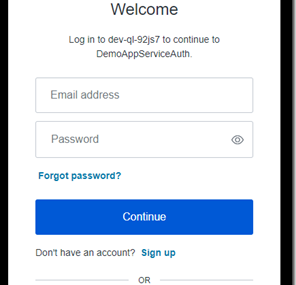 Welcome
Log in to dev-ql-92js7 to continue to
DemoAppServiceAuth.
Email address
Password
Forgot password?
Continue
Don't have an account? Sign up
OR